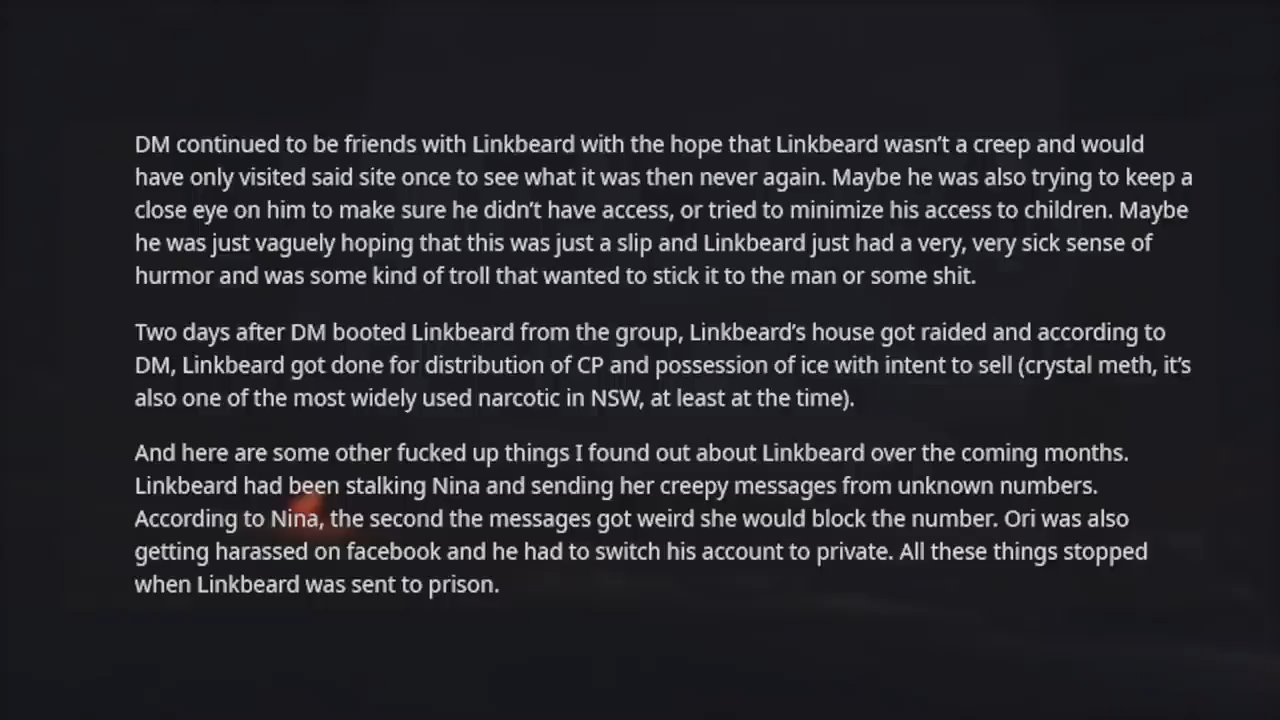 DM continued to be friends with Linkbeard with the hope that Linkbeard wasn’t a creep and would
have only visited said site once to see what it was then never again. Maybe he was also trying to keep a
close eye on him to make sure he didn’t have access, or tried to minimize his access to children. Maybe
he was just vaguely hoping that this was just a slip and Linkbeard just had a very, very sick sense of
hurmor and was some kind of troll that wanted to stick it to the man or some shit.
Two days after DM booted Linkbeard from the group, Linkbeard’s house got raided and according to
DM, Linkbeard got done for distribution of CP and possession of ice with intent to sell (crystal meth, it’s
also one of the most widely used narcotic in NSW, at least at the time).
And here are some other fucked up things I found out about Linkbeard over the coming months.
Linkbeard had been stalking Nina and sending her creepy messages from unknown numbers.
According to Nina, the second the messages got weird she would block the number. Ori was also
getting harassed on facebook and he had to switch his account to private. All these things stopped
when Linkbeard was sent to prison.